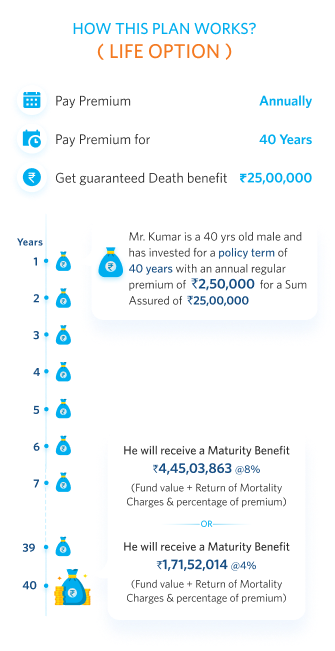 HOW THIS PLAN WORKS?
( LIFE OPTION )
Pay Premium Annually
Pay Premium for 40 Years
Get guaranteed Death benefit ₹25,00,000
Years
Mr. Kumar is a 40 yrs old male and
has invested for a policy term of
40 years with an annual regular
premium of ₹2,50,000 for a Sum
Assured of ₹25,00,000
1
2
3
4
5
6
7
He will receive a Maturity Benefit
₹4,45,03,863 @8%
(Fund value + Return of Mortality
Charges & percentage of premium)
OR
39
40
He will receive a Maturity Benefit
₹1,71,52,014 @4%
(Fund value + Return of Mortality
Charges & percentage of premium)